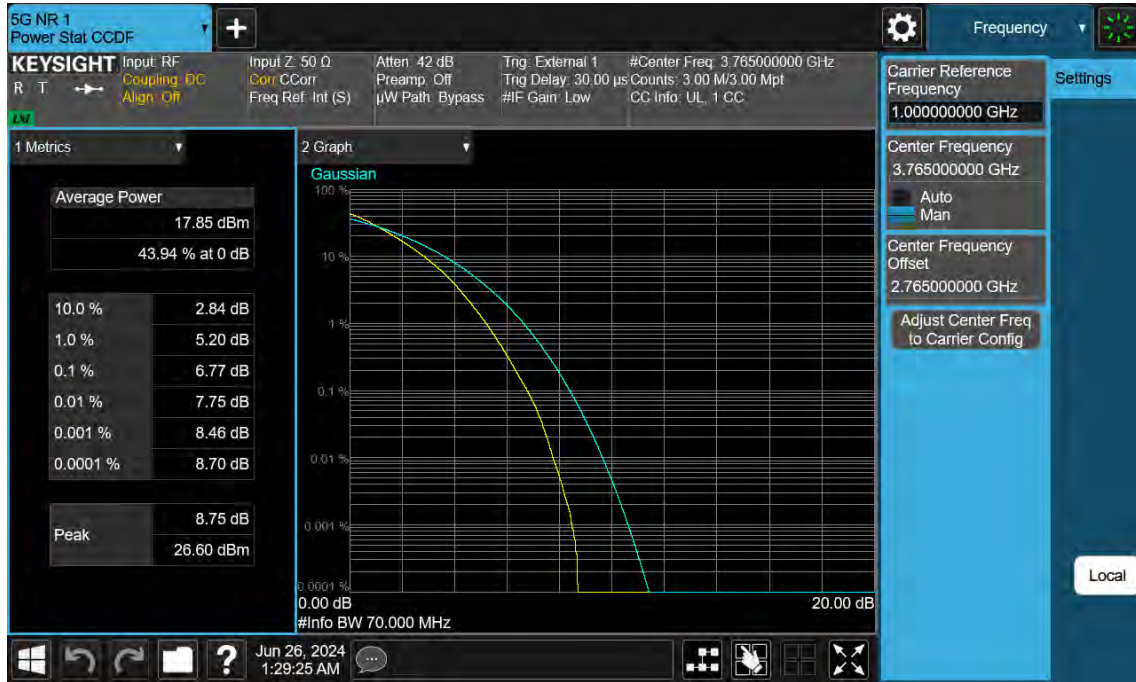 5G NR 1
Power Stat CCDF
+
Frequency
KEYSIGHT
R T
LXI
Input: RF
Coupling: DC
Align: Off
Input Z: 50 Ω
Corr CCorr
Freq Ref: Int (S)
Atten: 42 dB
Preamp: Off
µW Path: Bypass
Trig: External 1
Trig Delay: 30.00 µs
#IF Gain: Low
#Center Freq: 3.765000000 GHz
Counts: 3.00 M/3.00 Mpt
CC Info: UL, 1 CC
1 Metrics
Average Power
17.85 dBm
43.94 % at 0 dB
10.0 % 2.84 dB
1.0 % 5.20 dB
0.1 % 6.77 dB
0.01 % 7.75 dB
0.001 % 8.46 dB
0.0001 % 8.70 dB
Peak
8.75 dB
26.60 dBm
2 Graph
Gaussian
100 %
10 %
1 %
0.1 %
0.01 %
0.001 %
0.0001 %
0.00 dB 20.00 dB
#Info BW 70.000 MHz
Carrier Reference
Frequency
1.000000000 GHz
Center Frequency
3.765000000 GHz
Auto
Man
Center Frequency
Offset
2.765000000 GHz
Adjust Center Freq
to Carrier Config
Settings
Local
?
Jun 26, 2024
1:29:25 AM